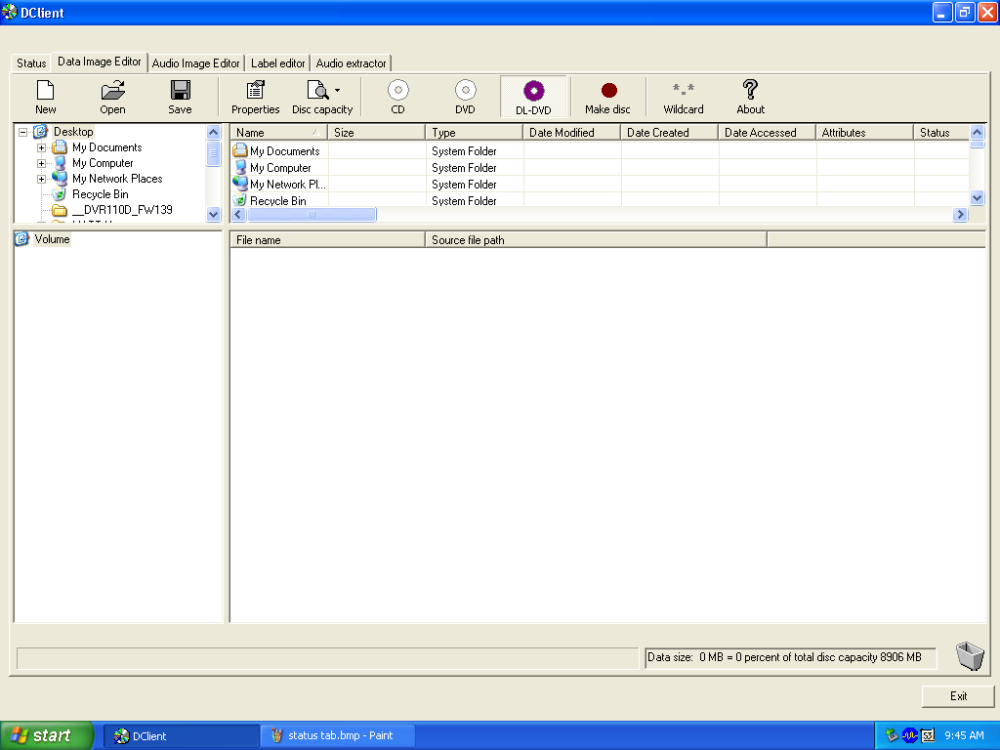 DClient
Status Data Image Editor Audio Image Editor Label editor Audio extractor
New Open Save Properties Disc capacity CD DVD DL-DVD Make disc Wildcard About
Desktop
My Documents
My Computer
My Network Places
Recycle Bin
__DVR110D_FW139
Name Size Type Date Modified Date Created Date Accessed Attributes Status
My Documents System Folder
My Computer System Folder
My Network Pl... System Folder
Recycle Bin System Folder
Volume
File name Source file path
Data size: 0 MB = 0 percent of total disc capacity 8906 MB
Exit
start DClient status tab.bmp - Paint 9:45 AM